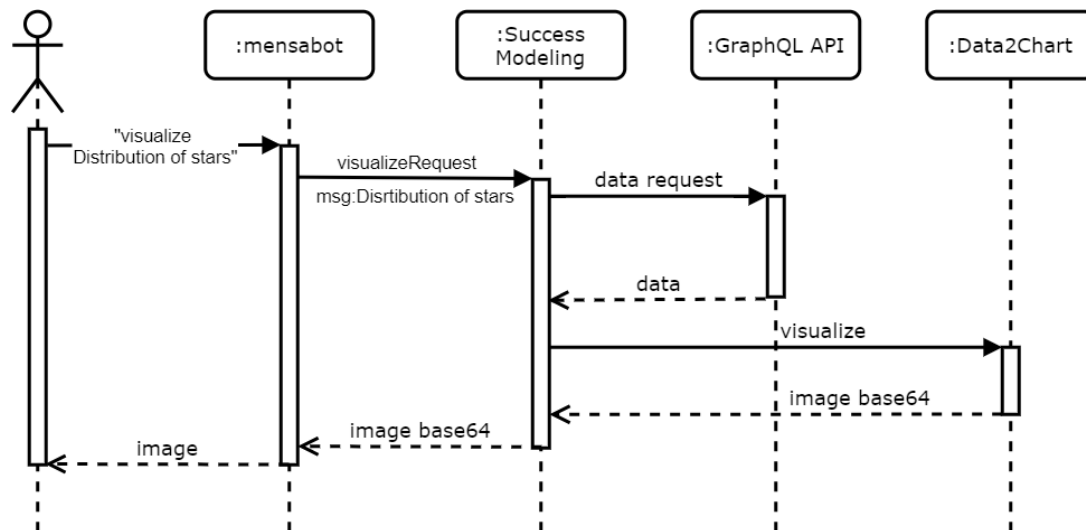 :mensabot
:Success
Modeling
:GraphQL API
:Data2Chart
"visualize
Distribution of stars"
visualizeRequest
msg:Disrtibution of stars
data request
data
visualize
image base64
image base64
image